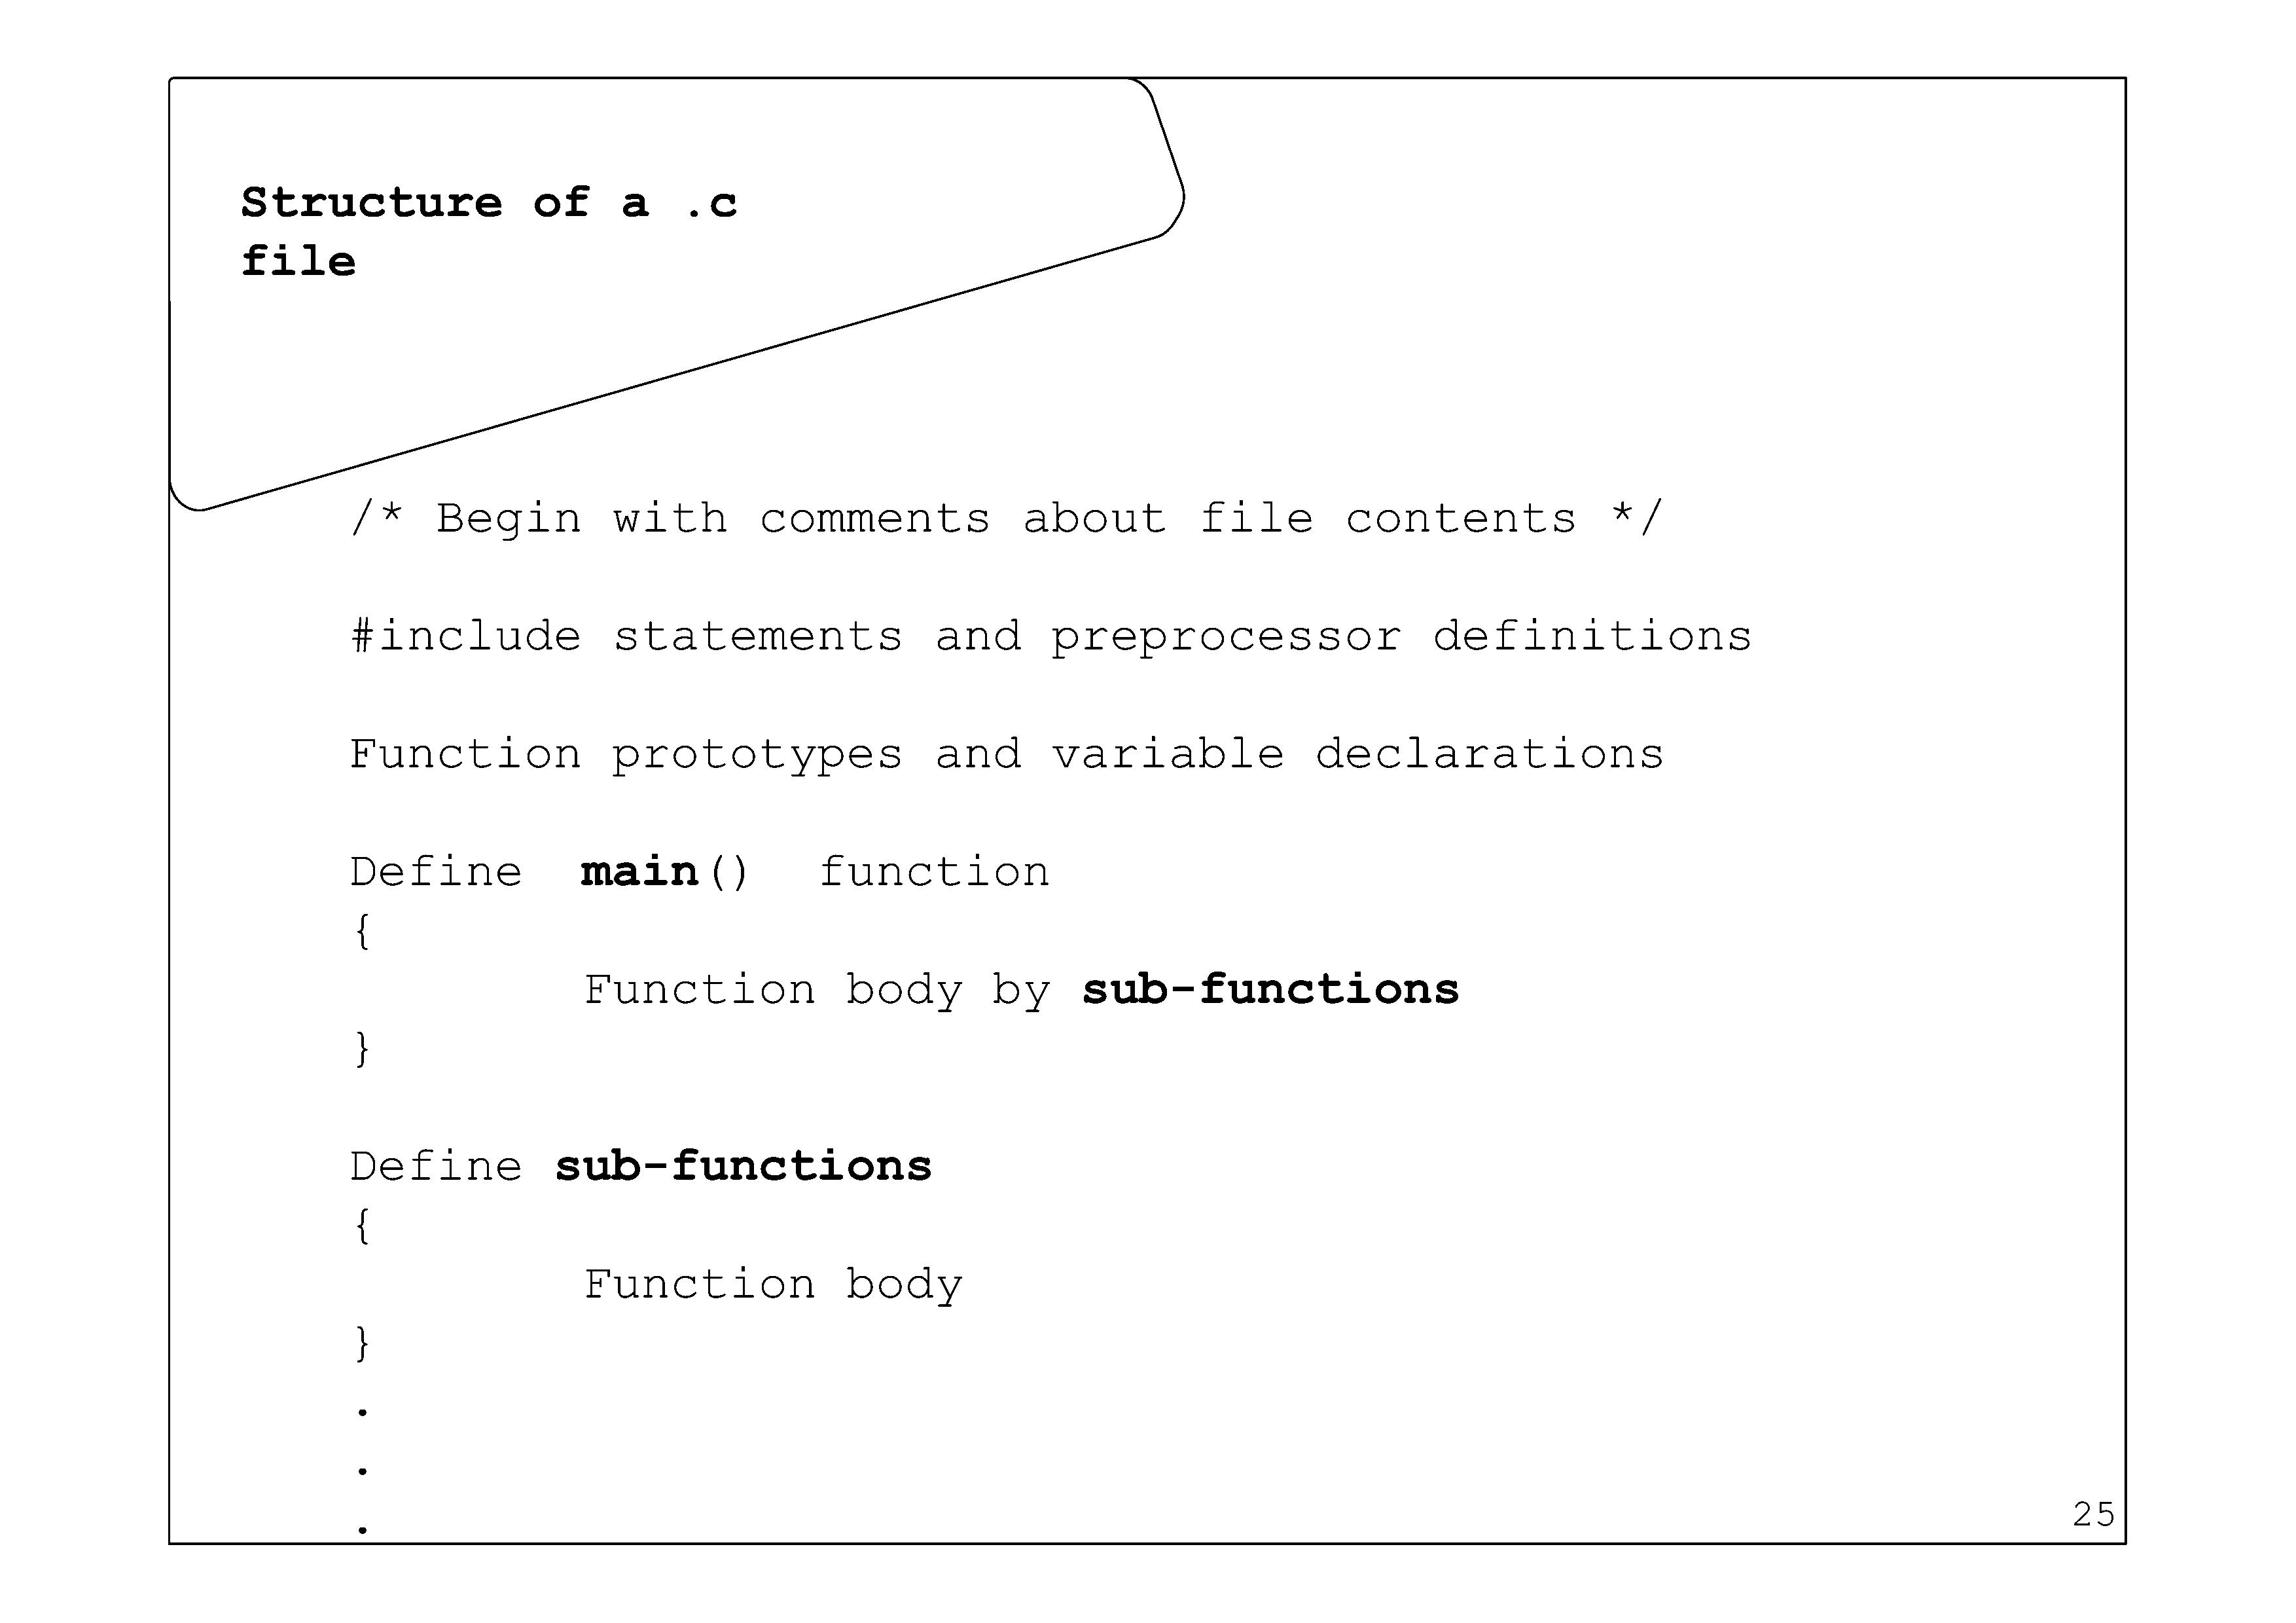 Structure of a .c
file
/* Begin with comments about file contents */
#include statements and preprocessor definitions
Function prototypes and variable declarations
Define  main()  function
{
Function body by sub-functions
}
Define sub-functions
{
Function body
}
.
.
.
25